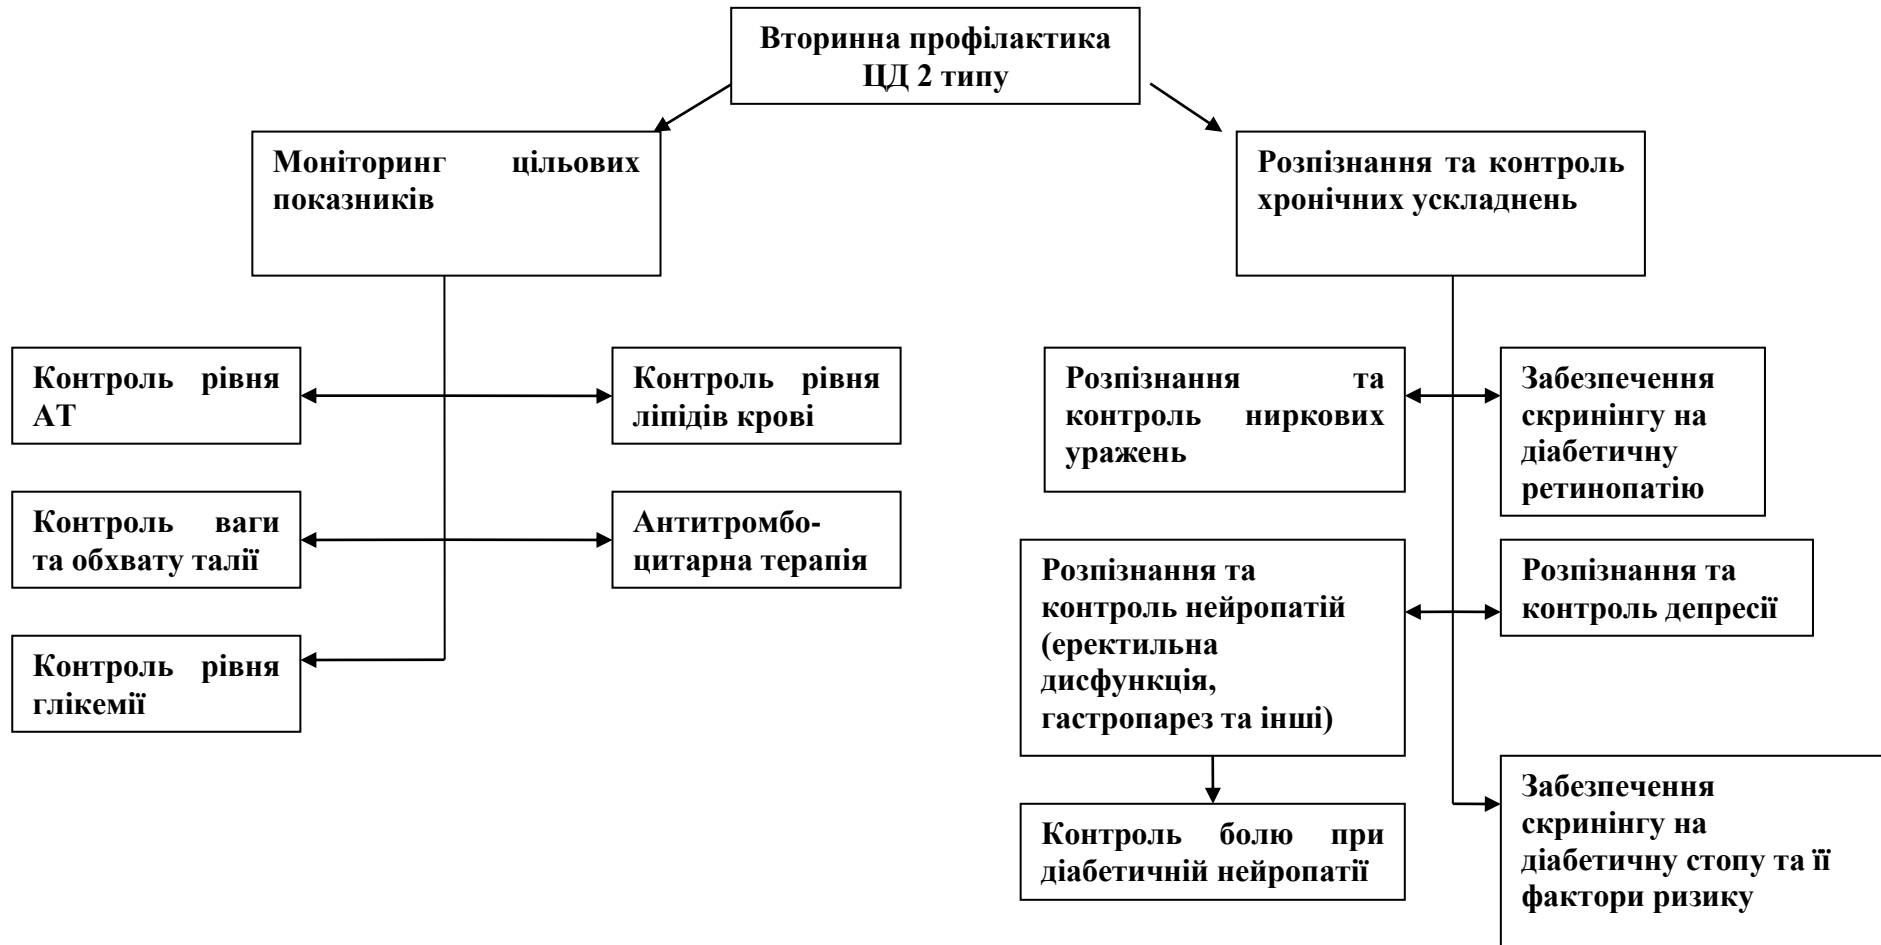 Вторинна профілактика
ЦД 2 типу
Моніторинг цільових
показників
Розпізнання та контроль
хронічних ускладнень
Контроль рівня
АТ
Контроль рівня
ліпідів крові
Розпізнання та
контроль ниркових
уражень
Забезпечення
скринінгу на
діабетичну
ретинопатію
Контроль ваги
та обхвату талії
Антитромбо-
цитарна терапія
Розпізнання та
контроль нейропатій
(еректильна
дисфункція,
гастропарез та інші)
Розпізнання та
контроль депресії
Контроль рівня
глікемії
Контроль болю при
діабетичній нейропатії
Забезпечення
скринінгу на
діабетичну стопу та її
фактори ризику